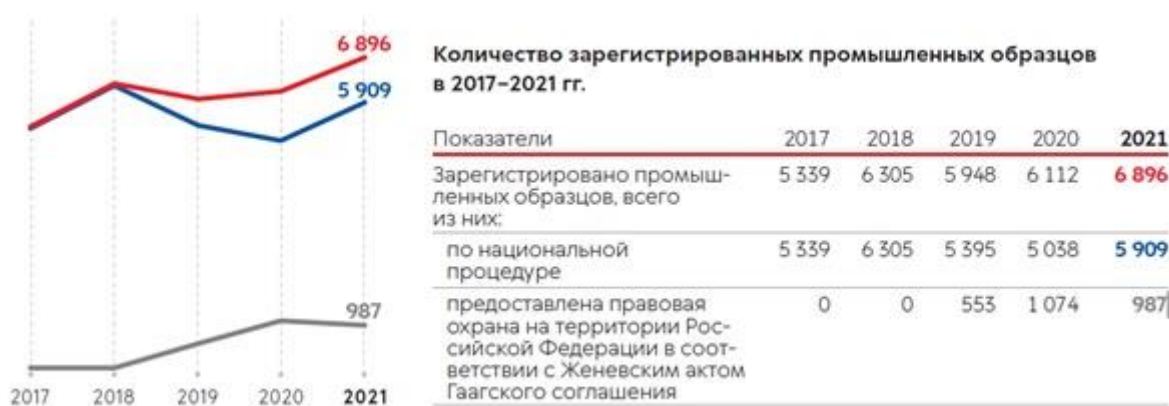 6 896
5 909
987
2017 2018 2019 2020 2021
Количество зарегистрированных промышленных образцов
в 2017–2021 гг.
Показатели 2017 2018 2019 2020 2021
Зарегистрировано промыш- 5 339 6 305 5 948 6 112 6 896
ленных образцов, всего
из них:
по национальной 5 339 6 305 5 395 5 038 5 909
процедуре
предоставлена правовая 0 0 553 1 074 987
охрана на территории Рос-
сийской Федерации в соот-
ветствии с Женевским актом
Гаагского соглашения